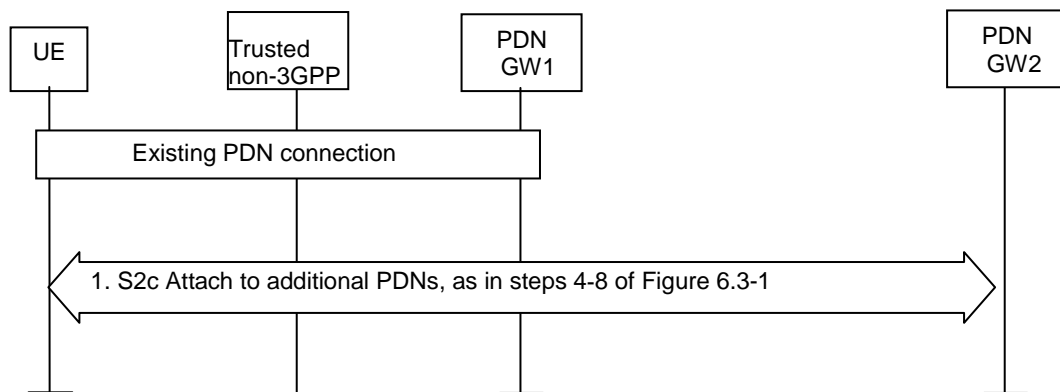 UE
Trusted
non-3GPP
PDN
GW1
PDN
GW2
Existing PDN connection
1. S2c Attach to additional PDNs, as in steps 4-8 of Figure 6.3-1